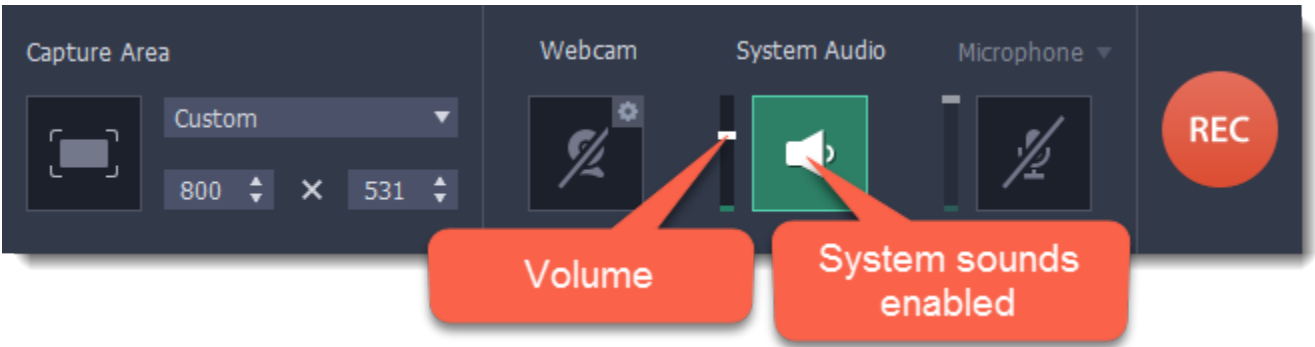 Capture Area
Webcam
System Audio
Microphone
Custom
800
531
REC
Volume
System sounds
enabled